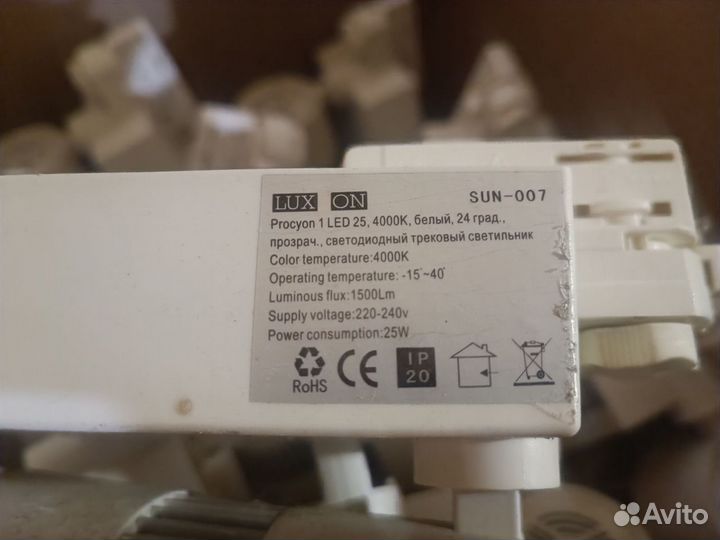 LUX ON SUN-007
Procyon 1 LED 25, 4000K, белый, 24 град.,
прозрач., светодиодный трековый светильник
Color temperature:4000K
Operating temperature: -15°~40°
Luminous flux:1500Lm
Supply voltage:220-240v
Power consumption:25W
RoHS CE IP
20
Avito